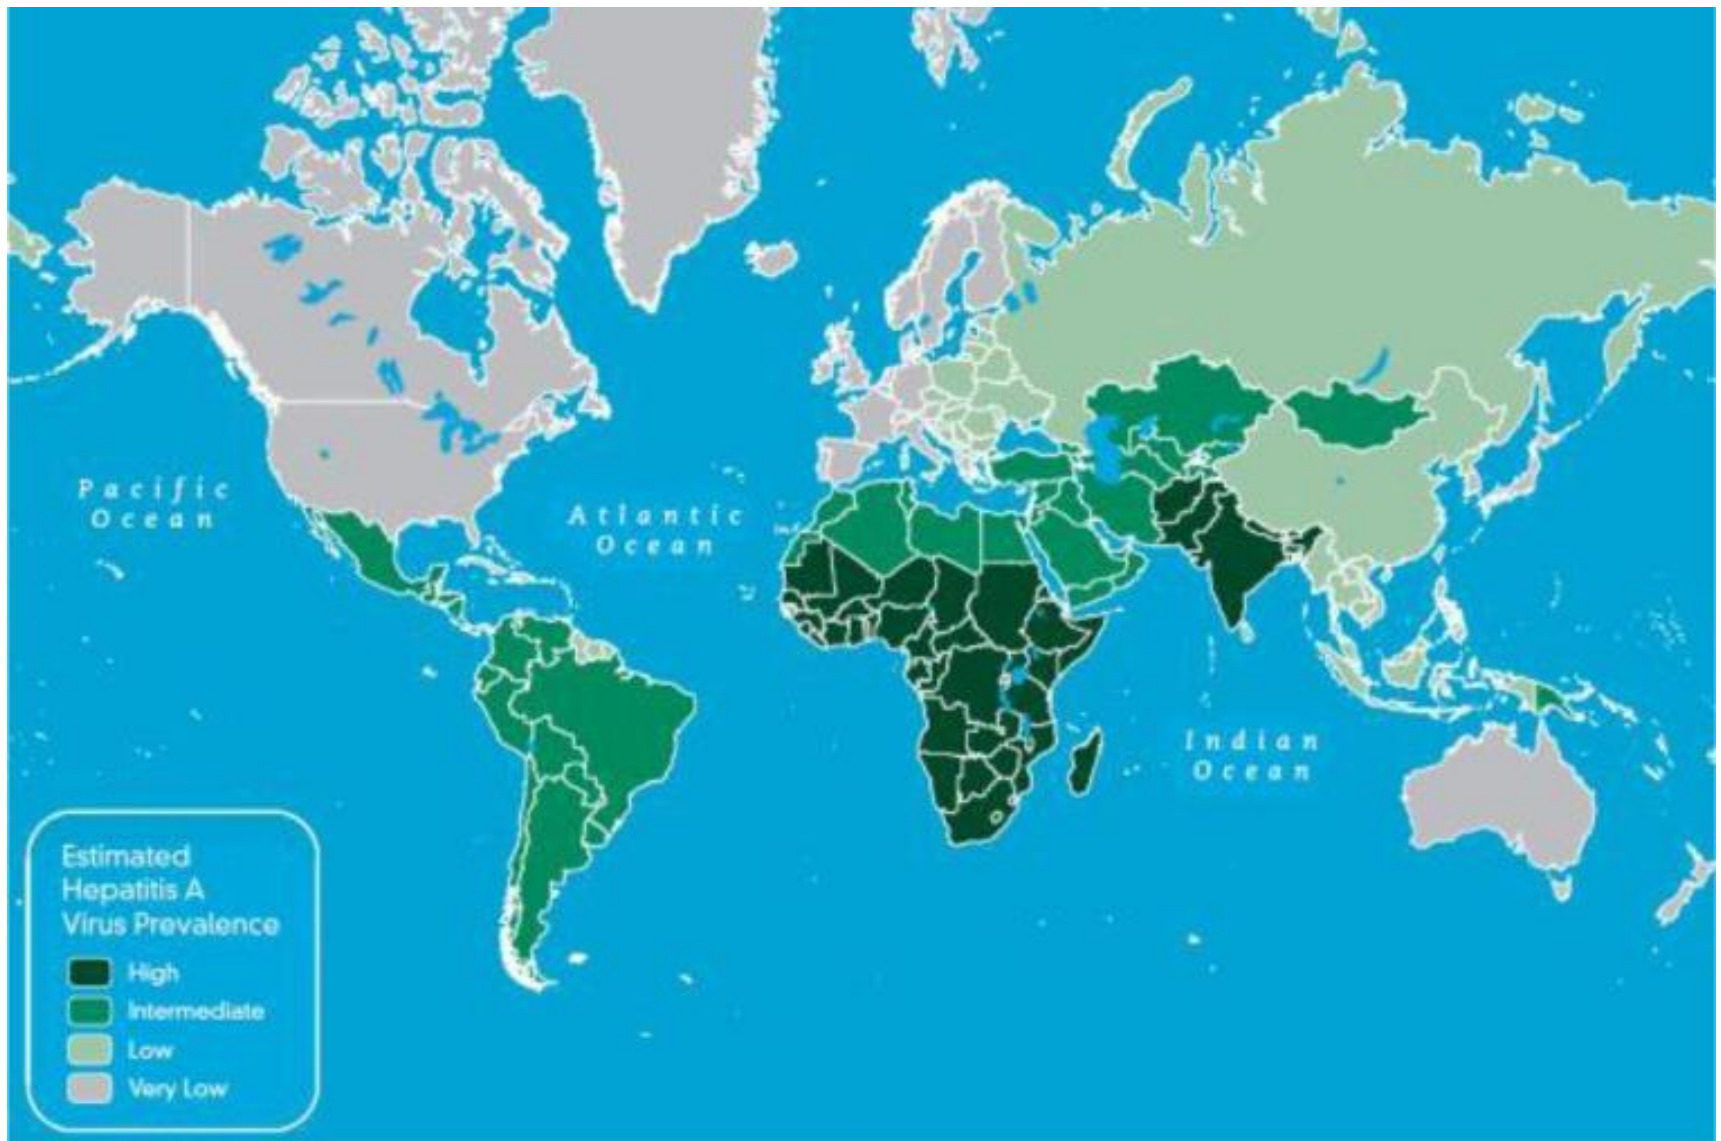 Pacific
Ocean
Atlantic
Ocean
Indian
Ocean
Estimated
Hepatitis A
Virus Prevalence
High
Intermediate
Low
Very Low